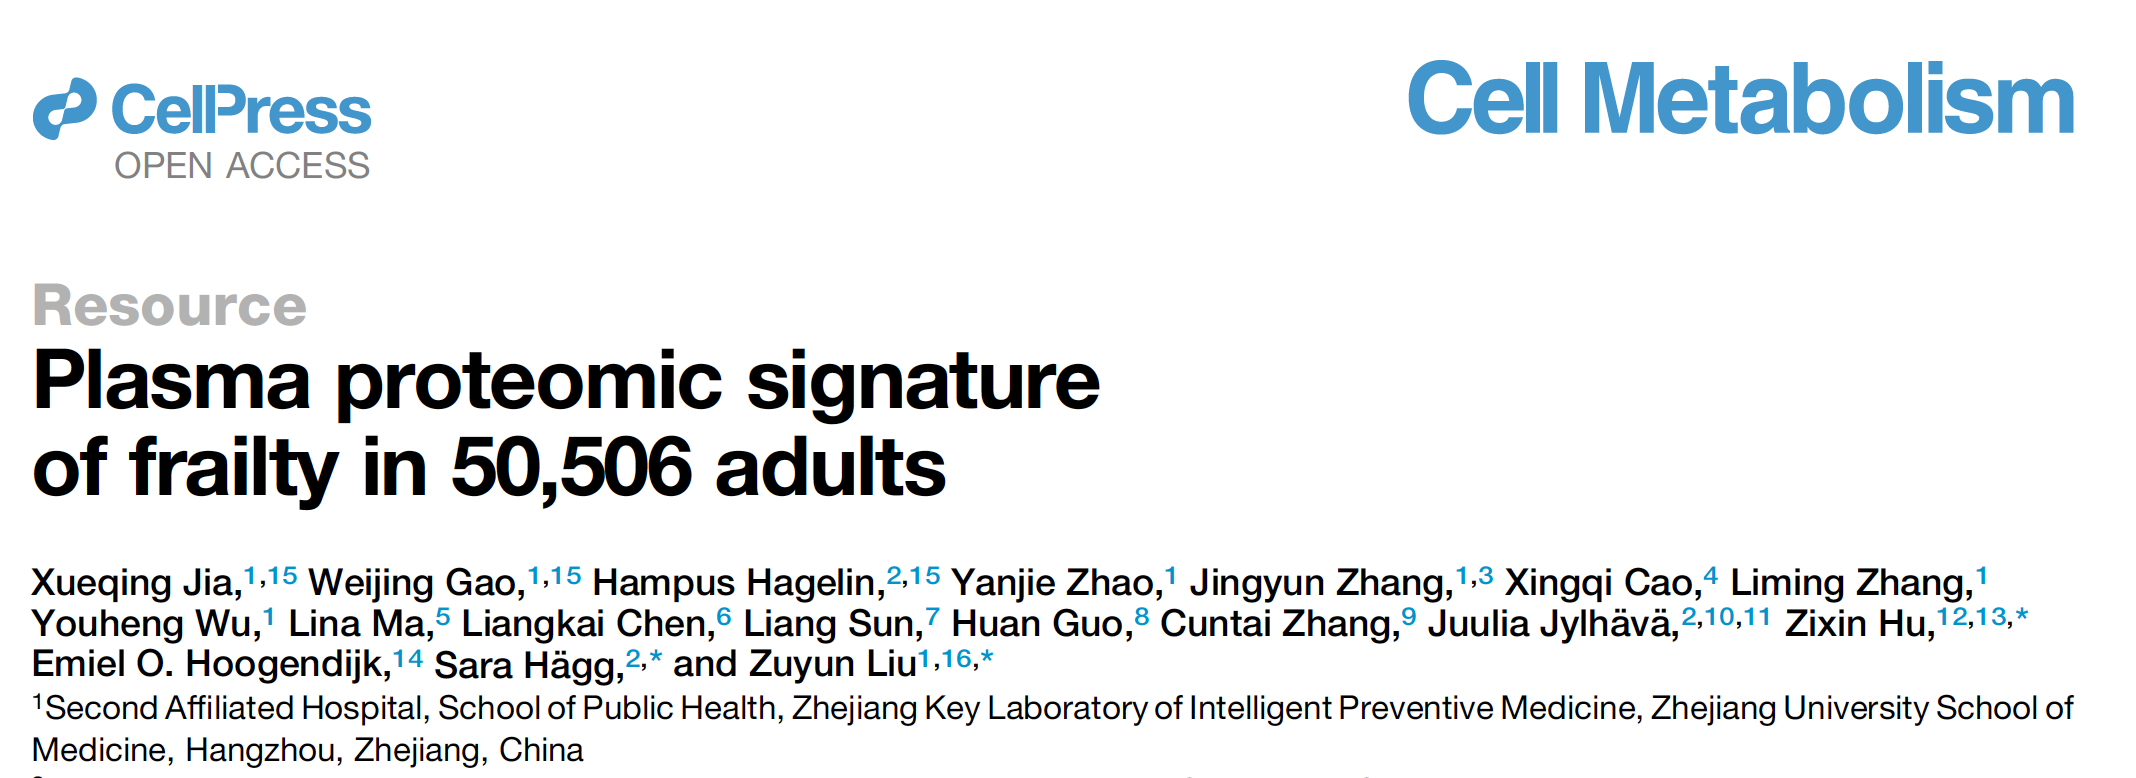 CellPress
OPEN ACCESS
Cell Metabolism
Resource
Plasma proteomic signature
of frailty in 50,506 adults
Xueqing Jia,1,15 Weijing Gao,1,15 Hampus Hagelin,2,15 Yanjie Zhao,1 Jingyun Zhang,1,3 Xingqi Cao,4 Liming Zhang,1
Youheng Wu,1 Lina Ma,5 Liangkai Chen,6 Liang Sun,7 Huan Guo,8 Cuntai Zhang,9 Juulia Jylhävä,2,10,11 Zixin Hu,12,13,*
Emiel O. Hoogendijk,14 Sara Hägg,2,* and Zuyun Liu1,16,*
1Second Affiliated Hospital, School of Public Health, Zhejiang Key Laboratory of Intelligent Preventive Medicine, Zhejiang University School of
Medicine, Hangzhou, Zhejiang, China